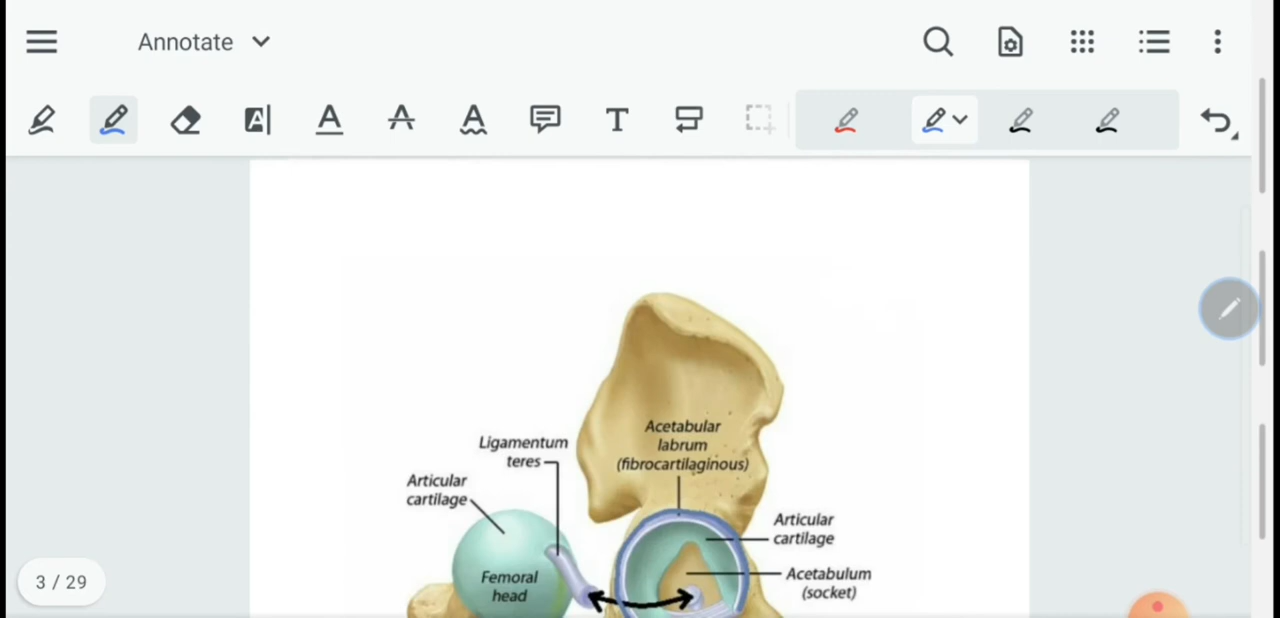 Annotate
A
A
A
A
T
Acetabular
labrum
(fibrocartilaginous)
Ligamentum
teres
Articular
cartilage
Articular
cartilage
Acetabulum
(socket)
Femoral
head
3 / 29